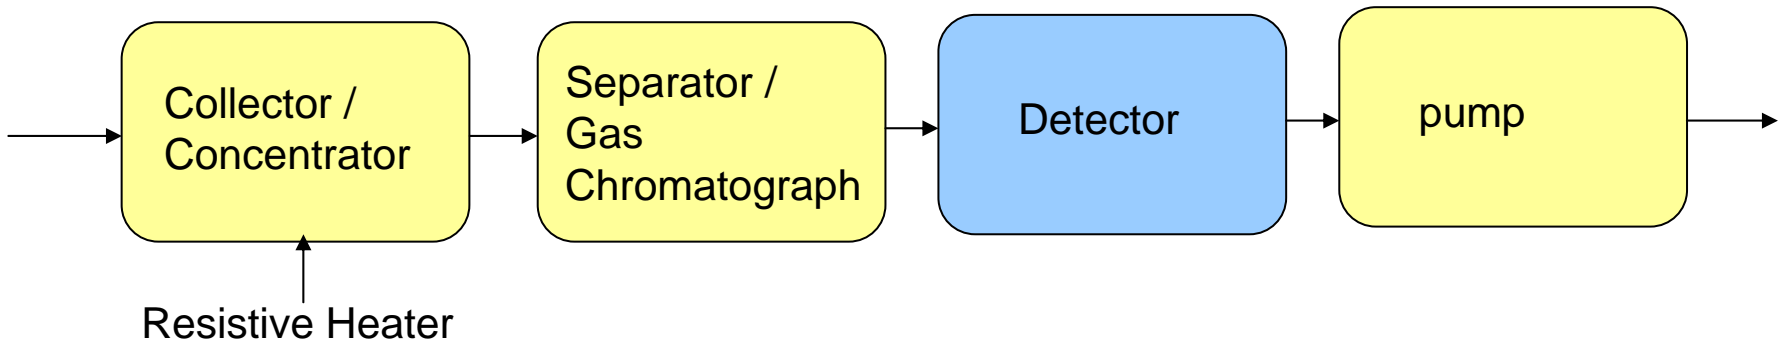 Collector /
Concentrator
Separator /
Gas
Chromatograph
Detector
pump
Resistive Heater